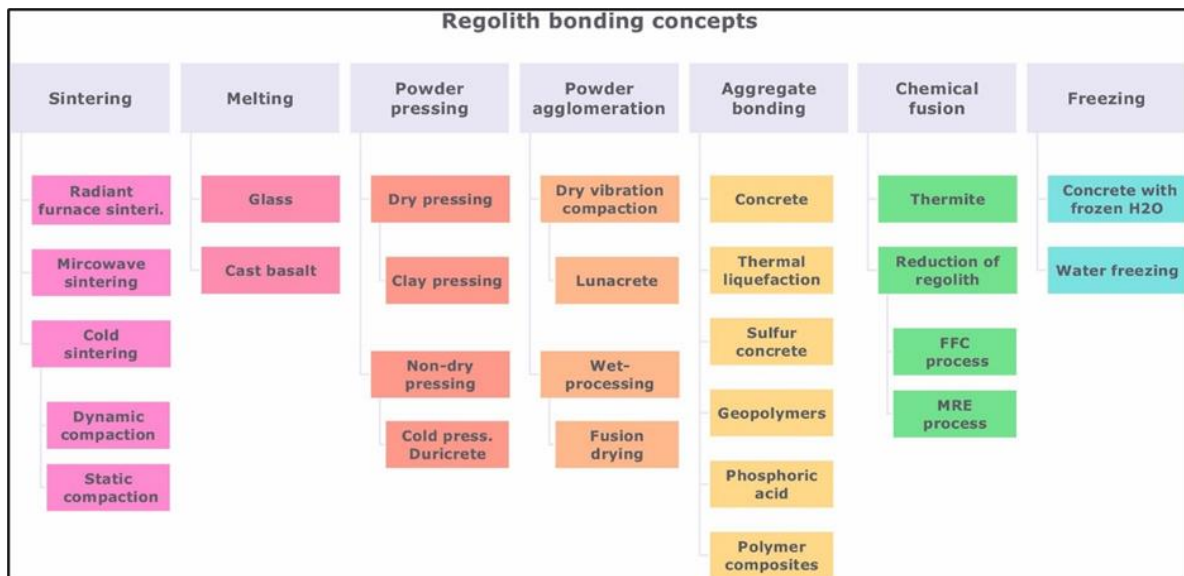 Regolith bonding concepts
Sintering
Melting
Powder
pressing
Powder
agglomeration
Aggregate
bonding
Chemical
fusion
Freezing
Radiant
furnace sinteri.
Mircowave
sintering
Cold
sintering
Dynamic
compaction
Static
compaction
Glass
Cast basalt
Dry pressing
Clay pressing
Non-dry
pressing
Cold press.
Duricrete
Dry vibration
compaction
Lunacrete
Wet-
processing
Fusion
drying
Concrete
Thermal
liquefaction
Sulfur
concrete
Geopolymers
Phosphoric
acid
Polymer
composites
Thermite
Reduction of
regolith
FFC
process
MRE
process
Concrete with
frozen H2O
Water freezing